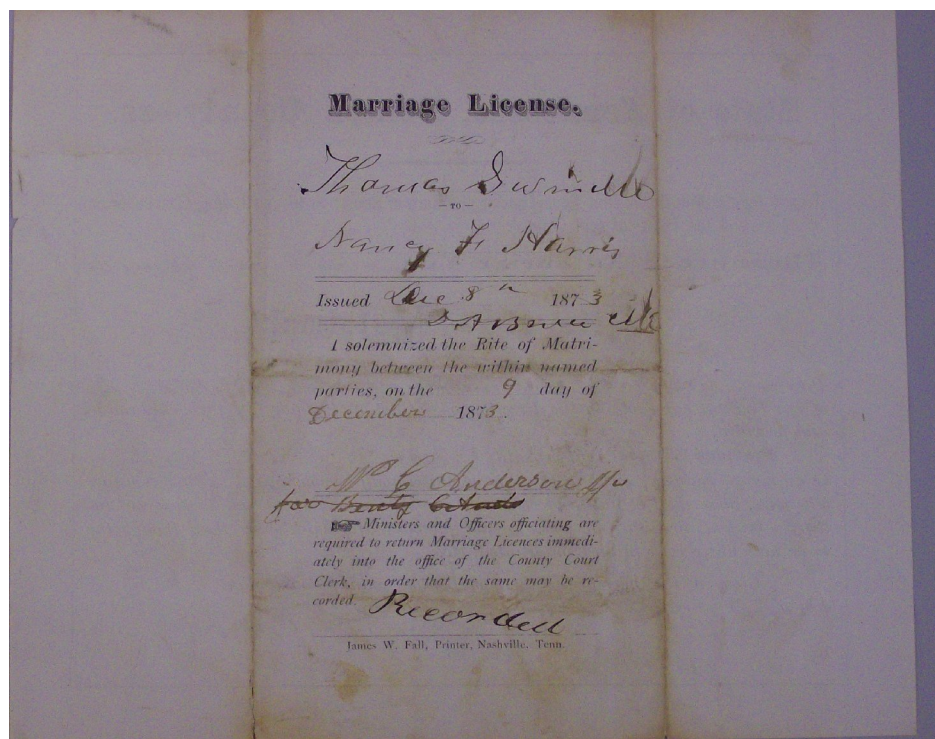 Marriage License.
Thomas
— TO —
Nancy F Harris
Issued Dec 8th 1873
D. A.
I solemnized the Rite of Matri-
mony between the within named
parties, on the 9 day of
December 1873.
W C Anderson
☞ Ministers and Officers officiating are
required to return Marriage Licences immedi-
ately into the office of the County Court
Clerk, in order that the same may be re-
corded. Recorded
James W. Fall, Printer, Nashville, Tenn.